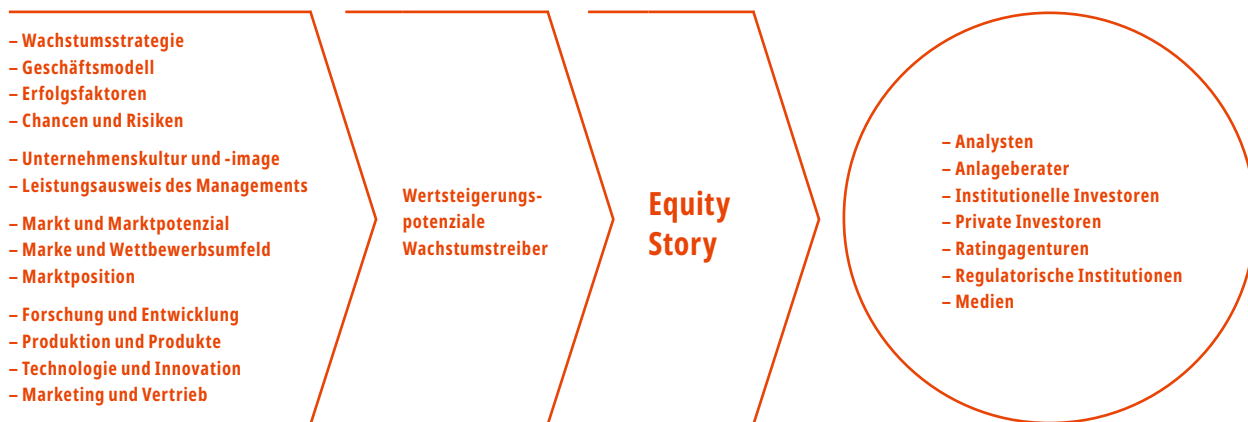 – Wachstumsstrategie
– Geschäftsmodell
– Erfolgsfaktoren
– Chancen und Risiken
– Unternehmenskultur und -image
– Leistungsausweis des Managements
– Markt und Marktpotenzial
– Marke und Wettbewerbsumfeld
– Marktposition
– Forschung und Entwicklung
– Produktion und Produkte
– Technologie und Innovation
– Marketing und Vertrieb
Wertsteigerungs-
potenziale
Wachstumstreiber
Equity
Story
– Analysten
– Anlageberater
– Institutionelle Investoren
– Private Investoren
– Ratingagenturen
– Regulatorische Institutionen
– Medien